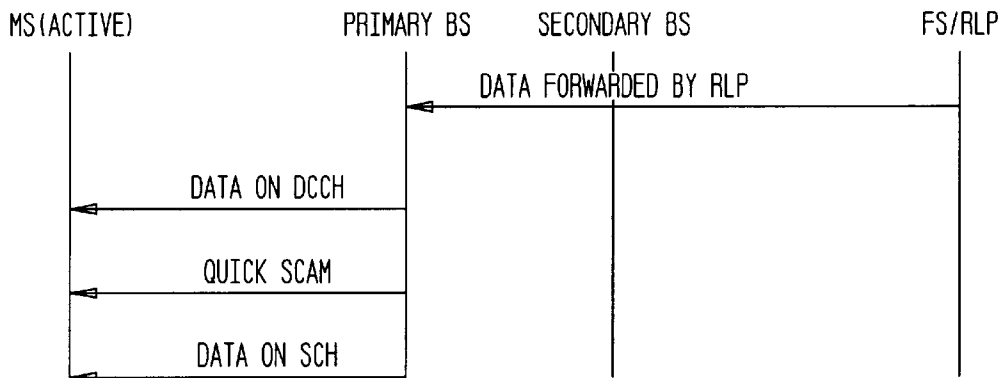 MS(ACTIVE) PRIMARY BS SECONDARY BS FS/RLP
DATA FORWARDED BY RLP
DATA ON DCCH
QUICK SCAM
DATA ON SCH